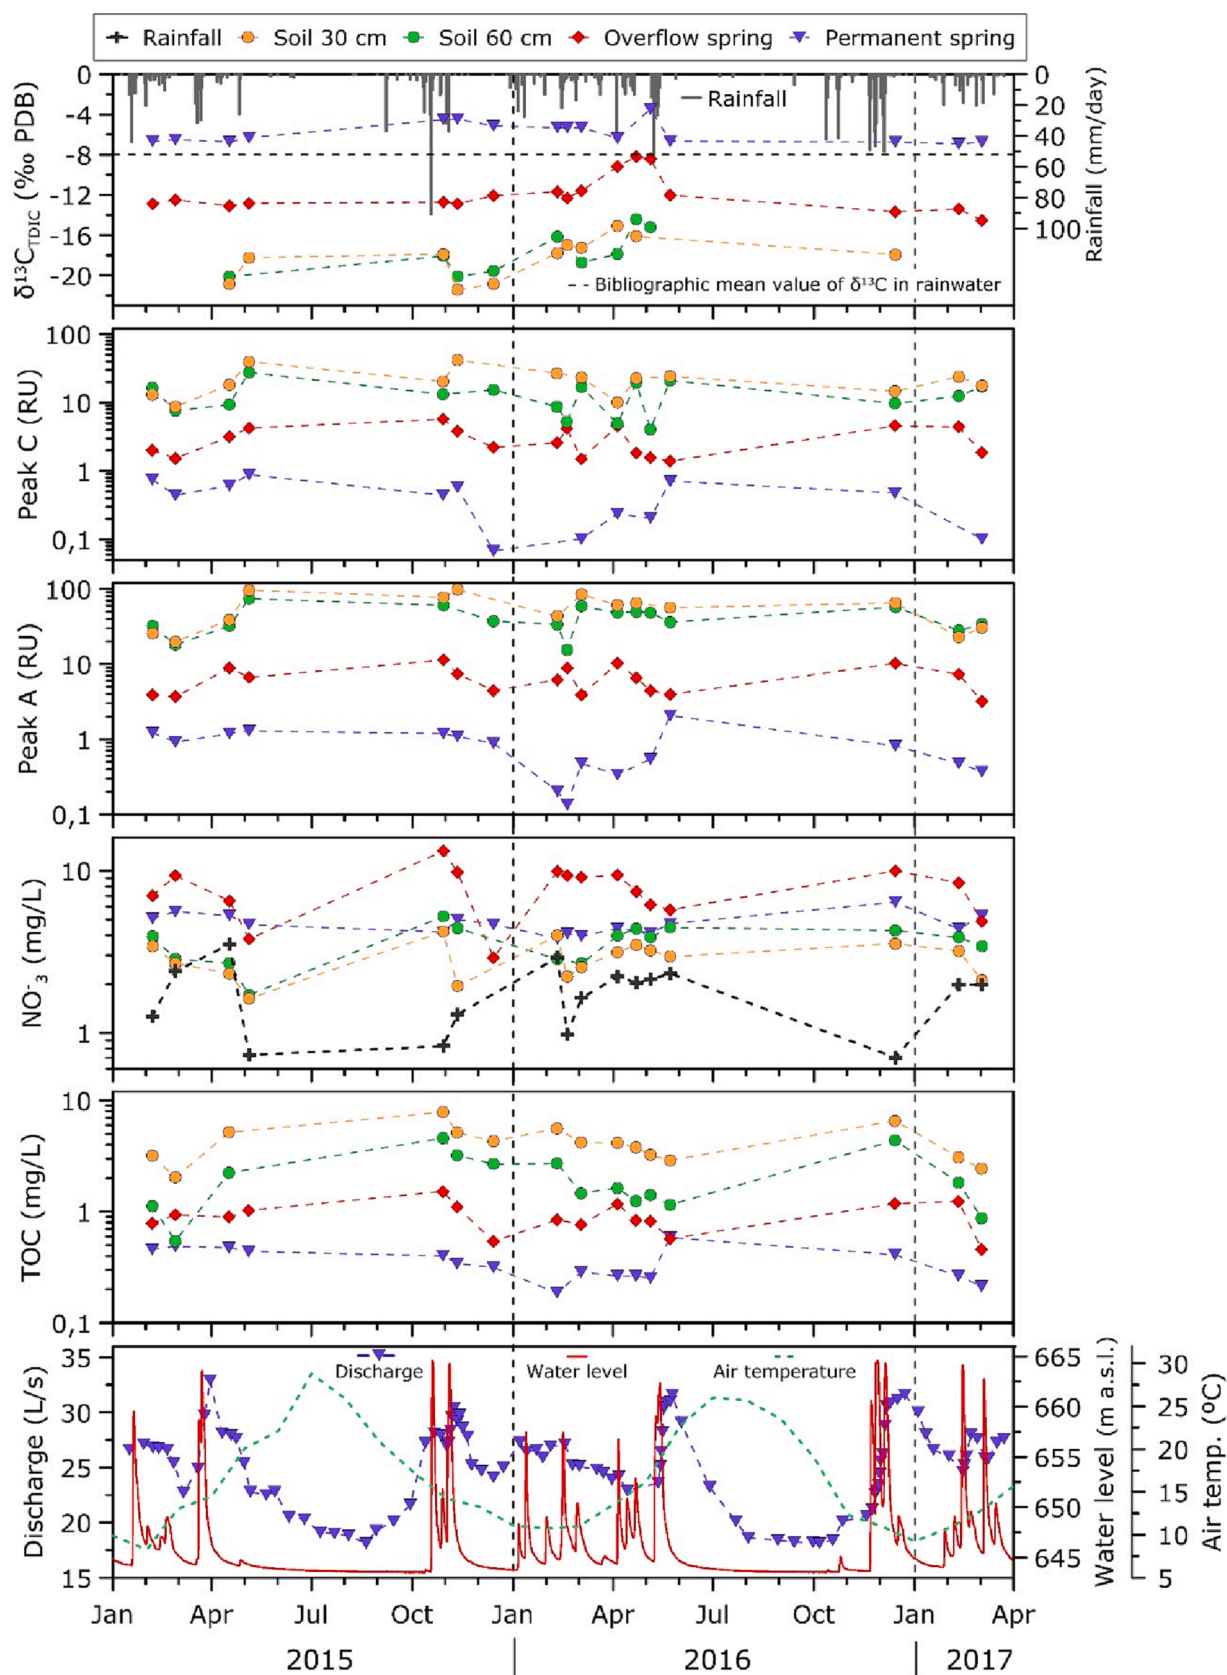 Rainfall Soil 30 cm Soil 60 cm Overflow spring Permanent spring
δ¹³C_TDIC (‰ PDB)
0
-4
-8
-12
-16
-20
Rainfall
Bibliographic mean value of δ¹³C in rainwater
0
20
40
60
80
100
Rainfall (mm/day)
Peak C (RU)
100
10
1
0,1
Peak A (RU)
100
10
1
0,1
NO⁻₃ (mg/L)
10
1
TOC (mg/L)
10
1
0,1
Discharge (L/s)
35
30
25
20
15
Discharge Water level Air temperature
665
660
655
650
645
Water level (m a.s.l.)
30
25
20
15
10
5
Air temp. (ºC)
Jan Apr Jul Oct Jan Apr Jul Oct Jan Apr
2015 2016 2017